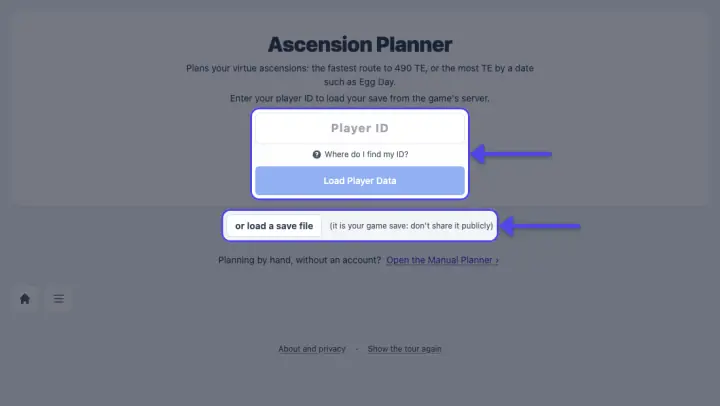 Ascension Planner
Plans your virtue ascensions: the fastest route to 490 TE, or the most TE by a date
such as Egg Day.
Enter your player ID to load your save from the game's server.
Player ID
? Where do I find my ID?
Load Player Data
or load a save file (it is your game save: don't share it publicly)
Planning by hand, without an account? Open the Manual Planner ›
About and privacy · Show the tour again